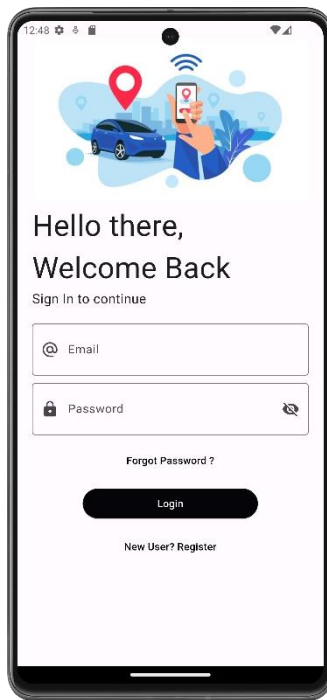 12:48
Hello there,
Welcome Back
Sign In to continue
Email
Password
Forgot Password ?
Login
New User? Register